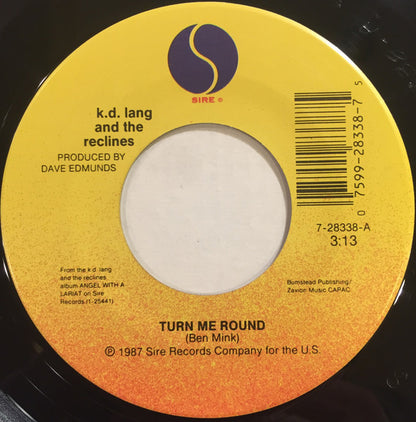 SIRE ®
k.d. lang
and the
reclines
PRODUCED BY
DAVE EDMUNDS
0 7599-28338-7 5
7-28338-A
3:13
From the k.d. lang
and the reclines
album ANGEL WITH A
LARIAT on Sire
Records (1-25441)
Bumstead Publishing/
Zavion Music CAPAC
TURN ME ROUND
(Ben Mink)
℗ 1987 Sire Records Company for the U.S.